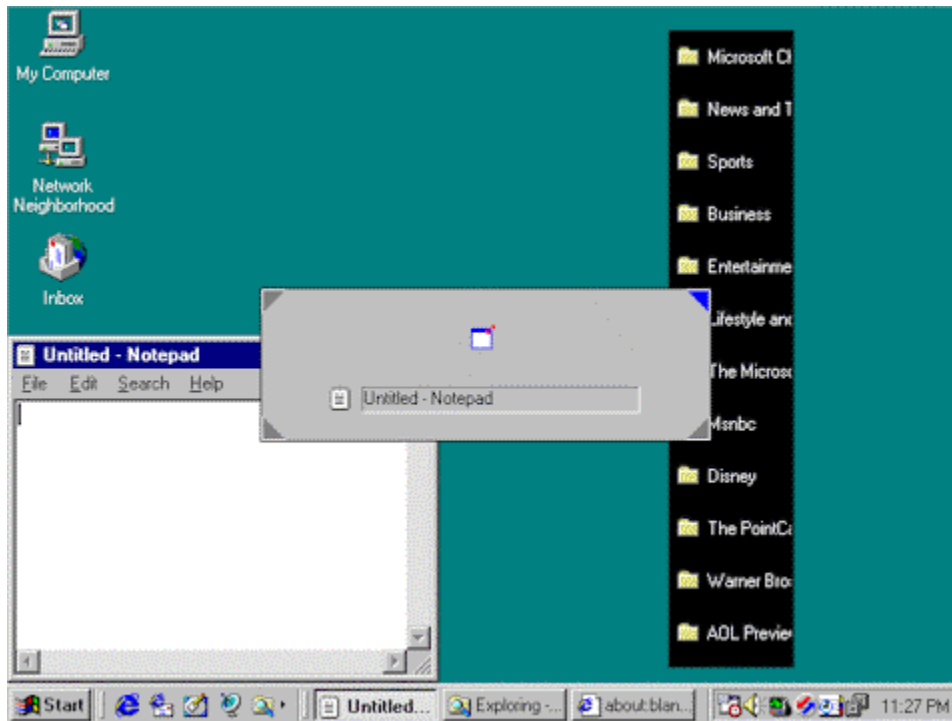 My Computer
Network
Neighborhood
Inbox
Microsoft Cl
News and T
Sports
Business
Entertainme
Lifestyle and
The Microso
Msnbc
Disney
The PointCa
Warner Bro
AOL Preview
Untitled - Notepad
File Edit Search Help
Untitled - Notepad
Start
Untitled...
Exploring -...
about:blan...
11:27 PM